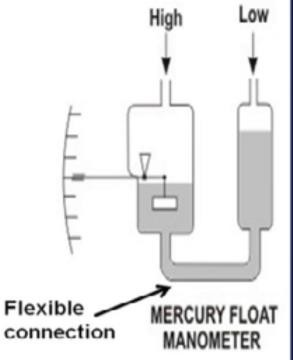 High
Low
Flexible
connection
MERCURY FLOAT
MANOMETER